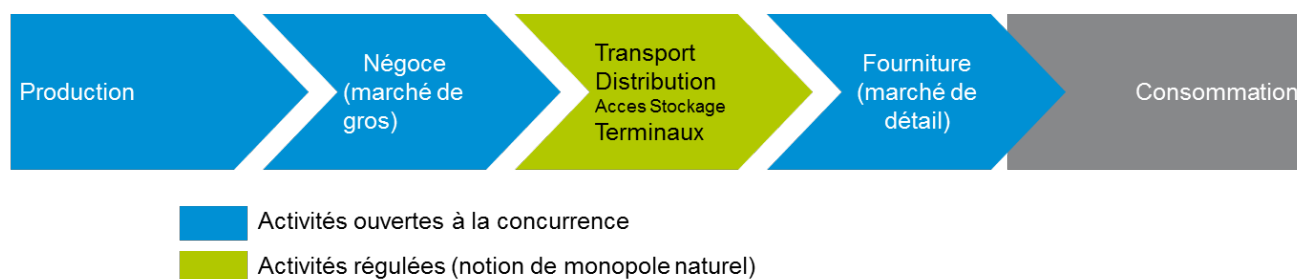 Production
Négoce
(marché de
gros)
Transport
Distribution
Acces Stockage
Terminaux
Fourniture
(marché de
détail)
Consommation
Activités ouvertes à la concurrence
Activités régulées (notion de monopole naturel)